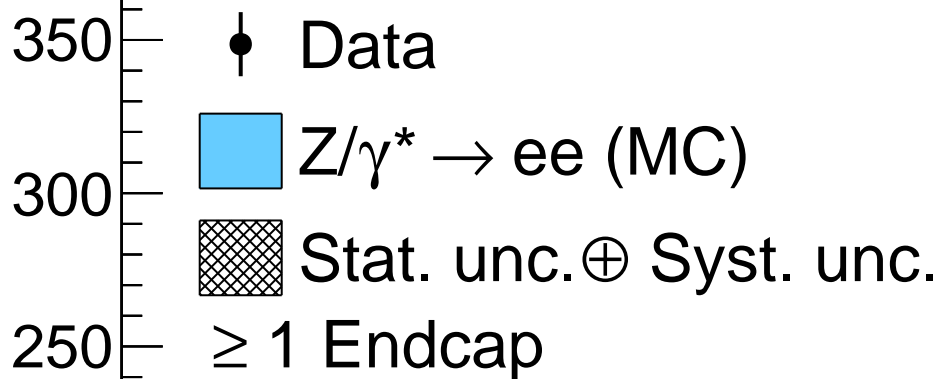 350 Data
Z/γ* → ee (MC)
300
Stat. unc.⊕ Syst. unc.
250 ≥ 1 Endcap